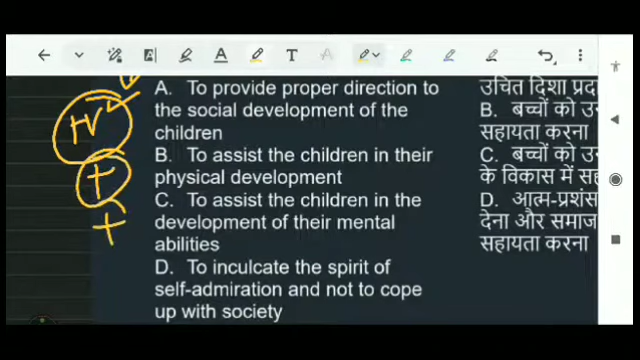 A. To provide proper direction to
the social development of the
children
B. To assist the children in their
physical development
C. To assist the children in the
development of their mental
abilities
D. To inculcate the spirit of
self-admiration and not to cope
up with society
उचित दिशा प्रदा
B. बच्चों को उन
सहायता करना
C. बच्चों को उन
के विकास में सह
D. आत्म-प्रशंस
देना और समाज
सहायता करना